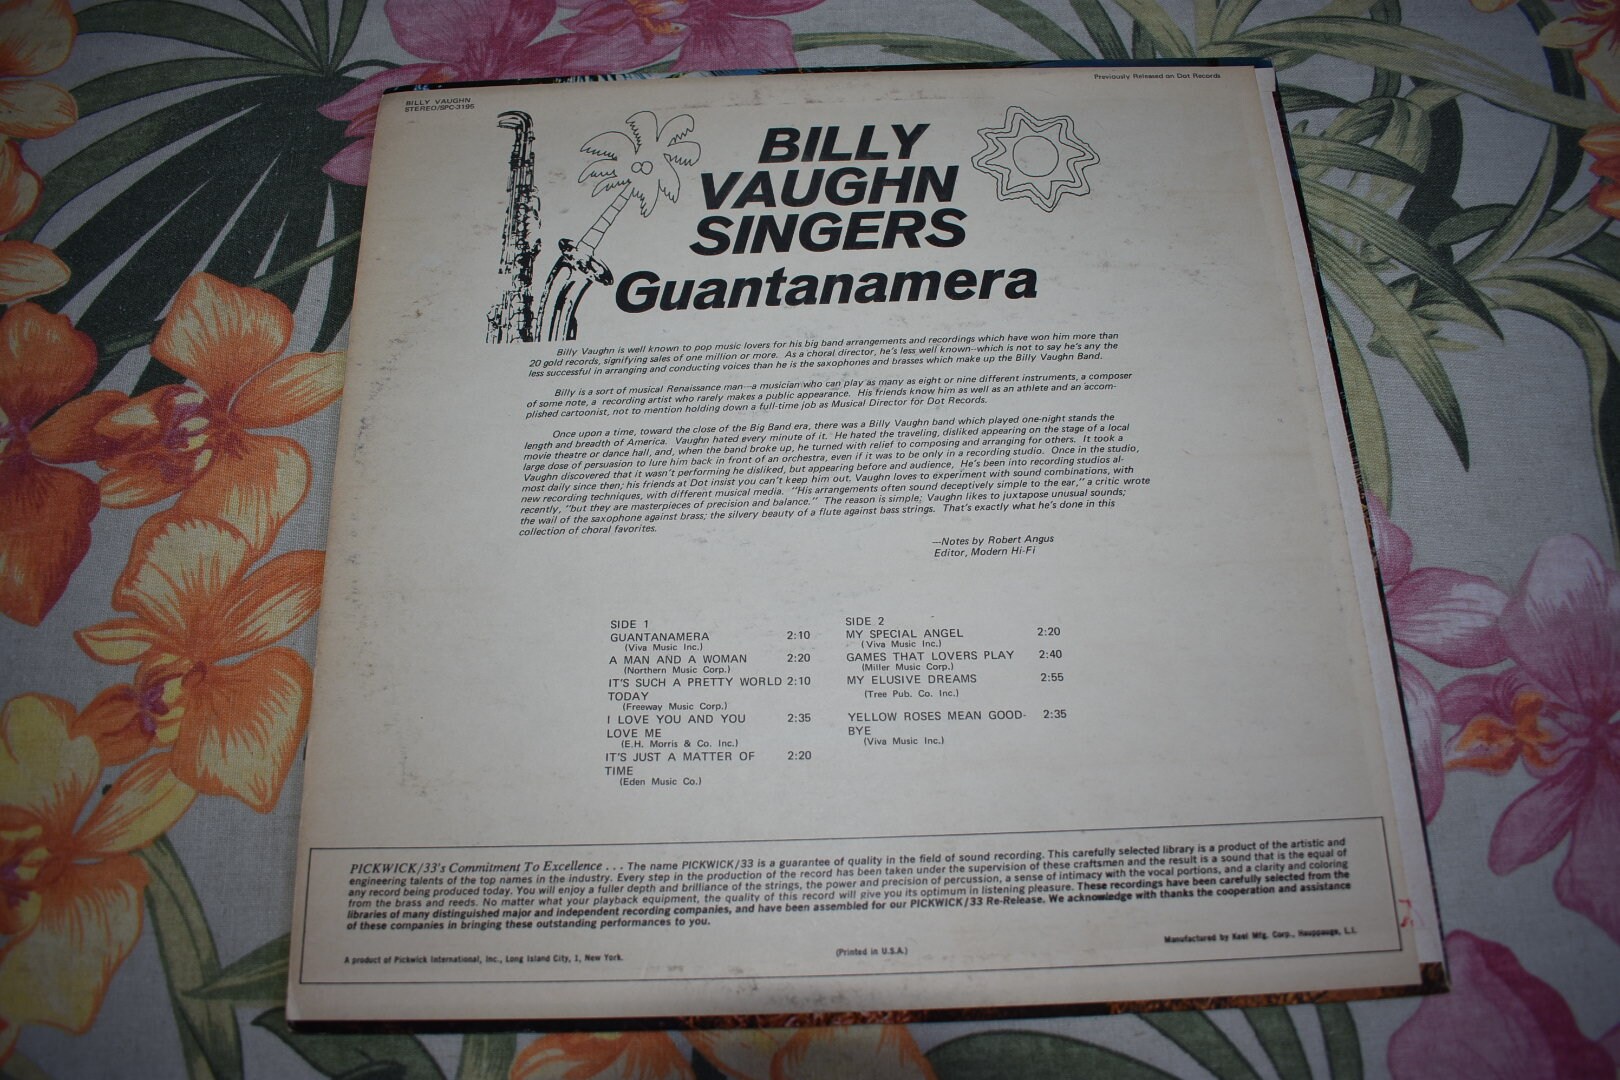 BILLY VAUGHN
STEREO/SPC-3195
Previously Released on Dot Records
BILLY
VAUGHN
SINGERS
Guantanamera
Billy Vaughn is well known to pop music lovers for his big band arrangements and recordings which have won him more than
20 gold records, signifying sales of one million or more. As a choral director, he's less well known--which is not to say he's any the
less successful in arranging and conducting voices than he is the saxophones and brasses which make up the Billy Vaughn Band.
Billy is a sort of musical Renaissance man--a musician who can play as many as eight or nine different instruments, a composer
of some note, a recording artist who rarely makes a public appearance. His friends know him as well as an athlete and an accom-
plished cartoonist, not to mention holding down a full-time job as Musical Director for Dot Records.
Once upon a time, toward the close of the Big Band era, there was a Billy Vaughn band which played one-night stands the
length and breadth of America. Vaughn hated every minute of it. He hated the traveling, disliked appearing on the stage of a local
movie theatre or dance hall, and, when the band broke up, he turned with relief to composing and arranging for others. It took a
large dose of persuasion to lure him back in front of an orchestra, even if it was to be only in a recording studio. Once in the studio,
Vaughn discovered that it wasn't performing he disliked, but appearing before and audience, He's been into recording studios al-
most daily since then; his friends at Dot insist you can't keep him out. Vaughn loves to experiment with sound combinations, with
new recording techniques, with different musical media. "His arrangements often sound deceptively simple to the ear," a critic wrote
recently, "but they are masterpieces of precision and balance." The reason is simple; Vaughn likes to juxtapose unusual sounds;
the wail of the saxophone against brass; the silvery beauty of a flute against bass strings. That's exactly what he's done in this
collection of choral favorites.
—Notes by Robert Angus
Editor, Modern Hi-Fi
SIDE 1
GUANTANAMERA 2:10
(Viva Music Inc.)
A MAN AND A WOMAN 2:20
(Northern Music Corp.)
IT'S SUCH A PRETTY WORLD 2:10
TODAY
(Freeway Music Corp.)
I LOVE YOU AND YOU 2:35
LOVE ME
(E.H. Morris & Co. Inc.)
IT'S JUST A MATTER OF 2:20
TIME
(Eden Music Co.)
SIDE 2
MY SPECIAL ANGEL 2:20
(Viva Music Inc.)
GAMES THAT LOVERS PLAY 2:40
(Miller Music Corp.)
MY ELUSIVE DREAMS 2:55
(Tree Pub. Co. Inc.)
YELLOW ROSES MEAN GOOD- 2:35
BYE
(Viva Music Inc.)
PICKWICK/33's Commitment To Excellence . . . The name PICKWICK/33 is a guarantee of quality in the field of sound recording. This carefully selected library is a product of the artistic and
engineering talents of the top names in the industry. Every step in the production of the record has been taken under the supervision of these craftsmen and the result is a sound that is the equal of
any record being produced today. You will enjoy a fuller depth and brilliance of the strings, the power and precision of percussion, a sense of intimacy with the vocal portions, and a clarity and coloring
from the brass and reeds. No matter what your playback equipment, the quality of this record will give you its optimum in listening pleasure. These recordings have been carefully selected from the
libraries of many distinguished major and independent recording companies, and have been assembled for our PICKWICK/33 Re-Release. We acknowledge with thanks the cooperation and assistance
of these companies in bringing these outstanding performances to you.
A product of Pickwick International, Inc., Long Island City, 1, New York.
(Printed in U.S.A.)
Manufactured by Keel Mfg. Corp., Hauppauge, L.I.